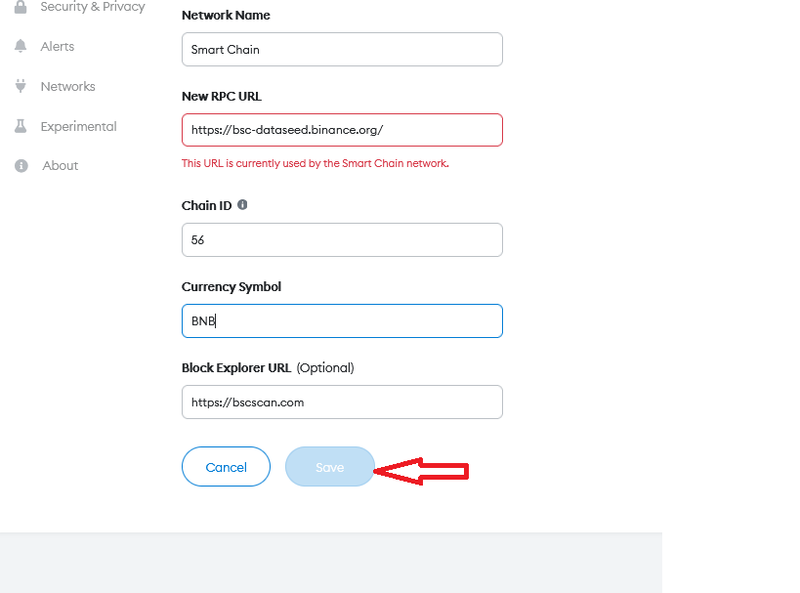 Security & Privacy
Alerts
Networks
Experimental
About
Network Name
Smart Chain
New RPC URL
https://bsc-dataseed.binance.org/
This URL is currently used by the Smart Chain network.
Chain ID
56
Currency Symbol
BNB
Block Explorer URL (Optional)
https://bscscan.com
Cancel Save